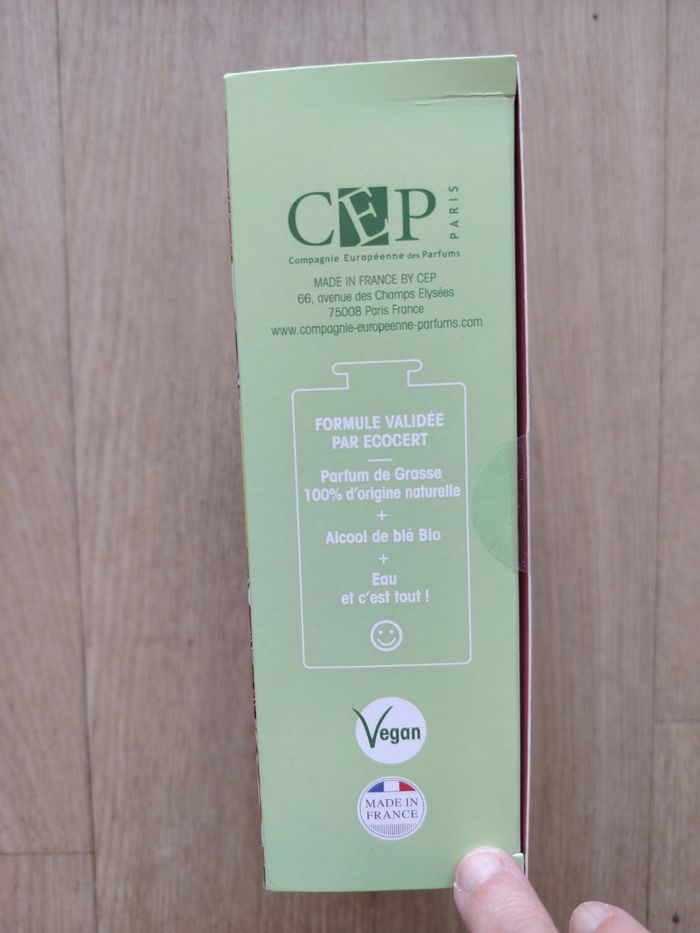 CEP PARIS
Compagnie Européenne des Parfums
MADE IN FRANCE BY CEP
66, avenue des Champs Elysées
75008 Paris France
www.compagnie-europeenne-parfums.com
FORMULE VALIDÉE
PAR ECOCERT
Parfum de Grasse
100% d'origine naturelle
+
Alcool de blé Bio
+
Eau
et c'est tout !
Vegan
MADE IN
FRANCE